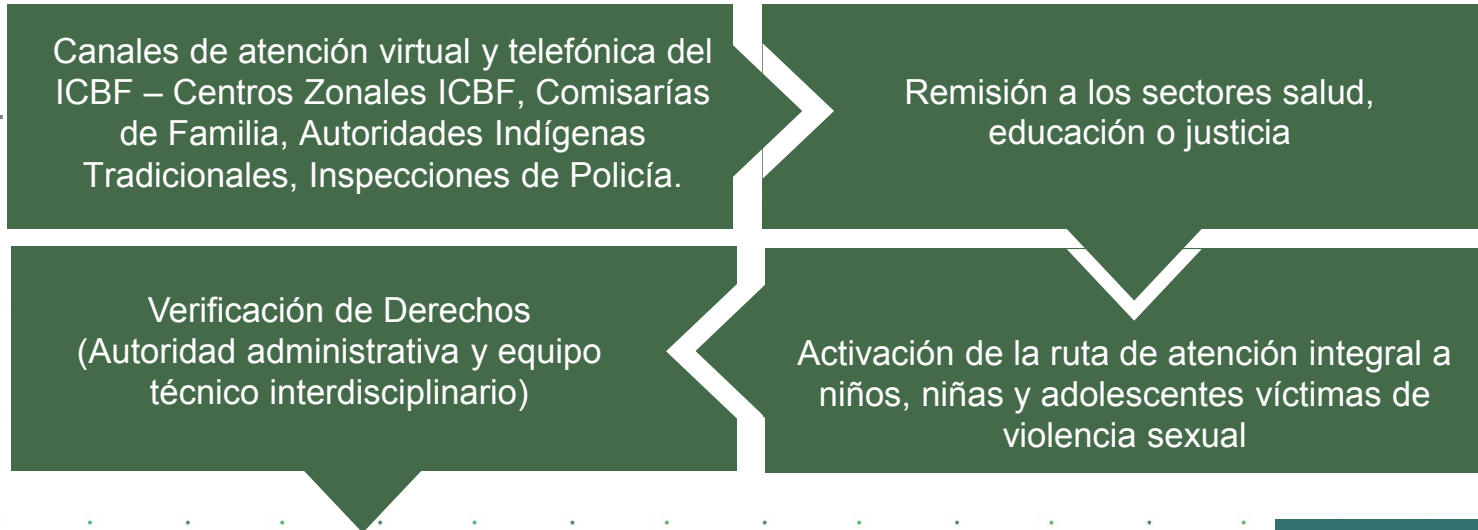 Canales de atención virtual y telefónica del
ICBF – Centros Zonales ICBF, Comisarías
de Familia, Autoridades Indígenas
Tradicionales, Inspecciones de Policía.
Remisión a los sectores salud,
educación o justicia
Activación de la ruta de atención integral a
niños, niñas y adolescentes víctimas de
violencia sexual
Verificación de Derechos
(Autoridad administrativa y equipo
técnico interdisciplinario)